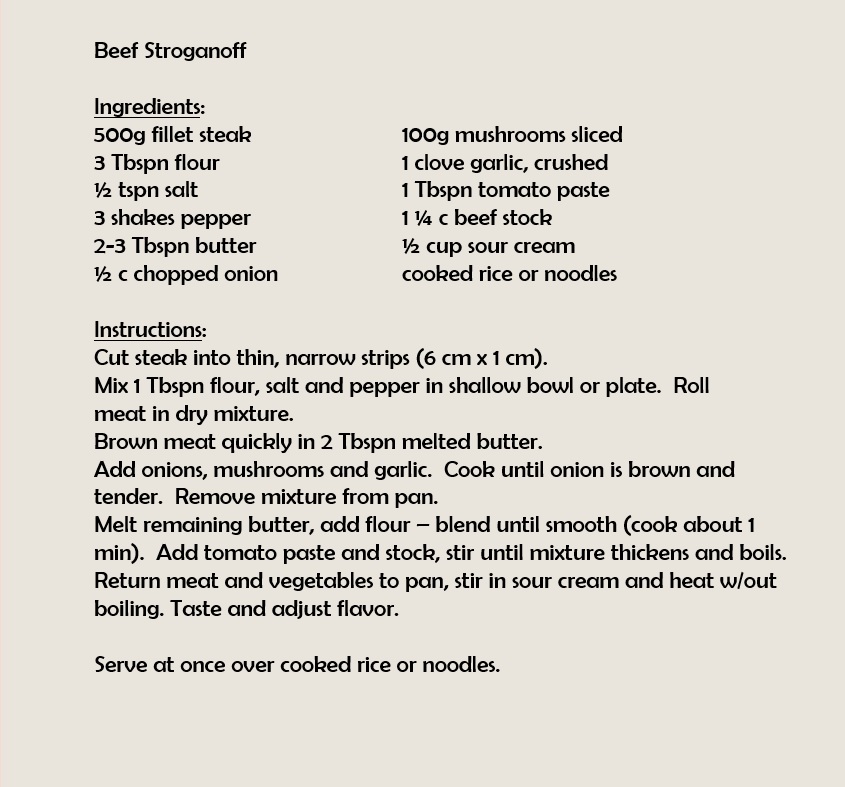 Beef Stroganoff
Ingredients:
500g fillet steak
3 Tbspn flour
½ tspn salt
3 shakes pepper
2-3 Tbspn butter
½ c chopped onion
100g mushrooms sliced
1 clove garlic, crushed
1 Tbspn tomato paste
1 ¼ c beef stock
½ cup sour cream
cooked rice or noodles
Instructions:
Cut steak into thin, narrow strips (6 cm x 1 cm).
Mix 1 Tbspn flour, salt and pepper in shallow bowl or plate.  Roll
meat in dry mixture.
Brown meat quickly in 2 Tbspn melted butter.
Add onions, mushrooms and garlic.  Cook until onion is brown and
tender.  Remove mixture from pan.
Melt remaining butter, add flour – blend until smooth (cook about 1
min).  Add tomato paste and stock, stir until mixture thickens and boils.
Return meat and vegetables to pan, stir in sour cream and heat w/out
boiling. Taste and adjust flavor.
Serve at once over cooked rice or noodles.